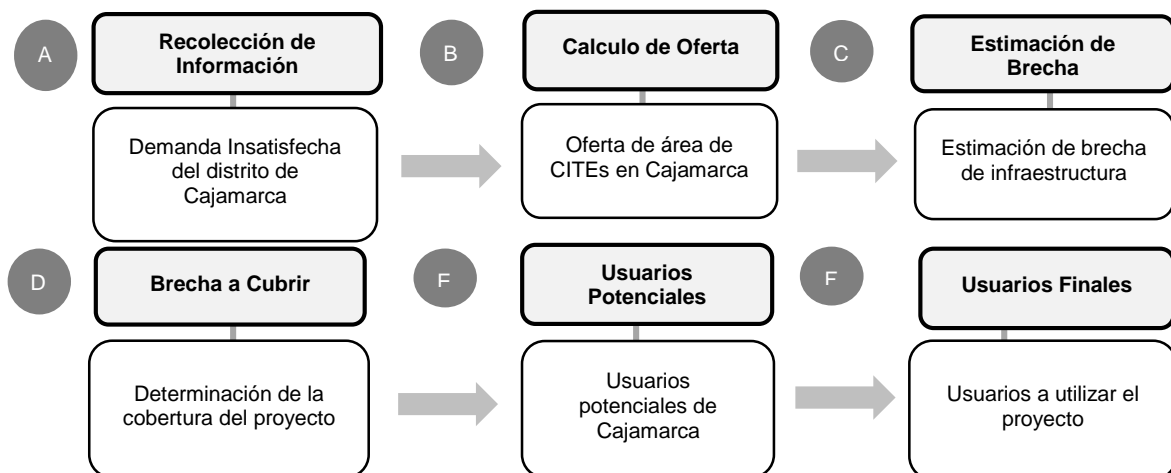 A
Recolección de
Información
Demanda Insatisfecha
del distrito de
Cajamarca
B
Calculo de Oferta
Oferta de área de
CITEs en Cajamarca
C
Estimación de
Brecha
Estimación de brecha
de infraestructura
D
Brecha a Cubrir
Determinación de la
cobertura del proyecto
F
Usuarios
Potenciales
Usuarios
potenciales de
Cajamarca
F
Usuarios Finales
Usuarios a utilizar el
proyecto